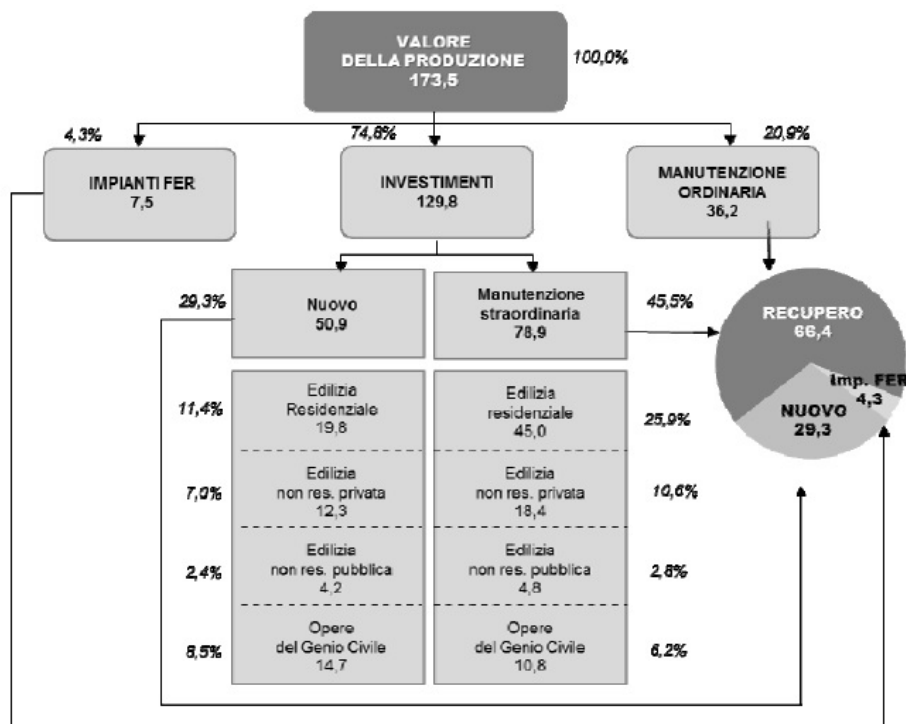 VALORE
DELLA PRODUZIONE
173,5
100,0%
4,3%
74,8%
20,9%
IMPIANTI FER
7,5
INVESTIMENTI
129,8
MANUTENZIONE
ORDINARIA
36,2
29,3%
NUOVO
50,9
Manutenzione
straordinaria
78,9
45,5%
RECUPERO
66,4
Imp. FER
4,3
NUOVO
29,3
11,4%
Edilizia
Residenziale
19,8
Edilizia
residenziale
45,0
25,9%
7,0%
Edilizia
non res. privata
12,3
Edilizia
non res. privata
18,4
10,6%
2,4%
Edilizia
non res. pubblica
4,2
Edilizia
non res. pubblica
4,8
2,8%
8,5%
Opere
del Genio Civile
14,7
Opere
del Genio Civile
10,8
6,2%